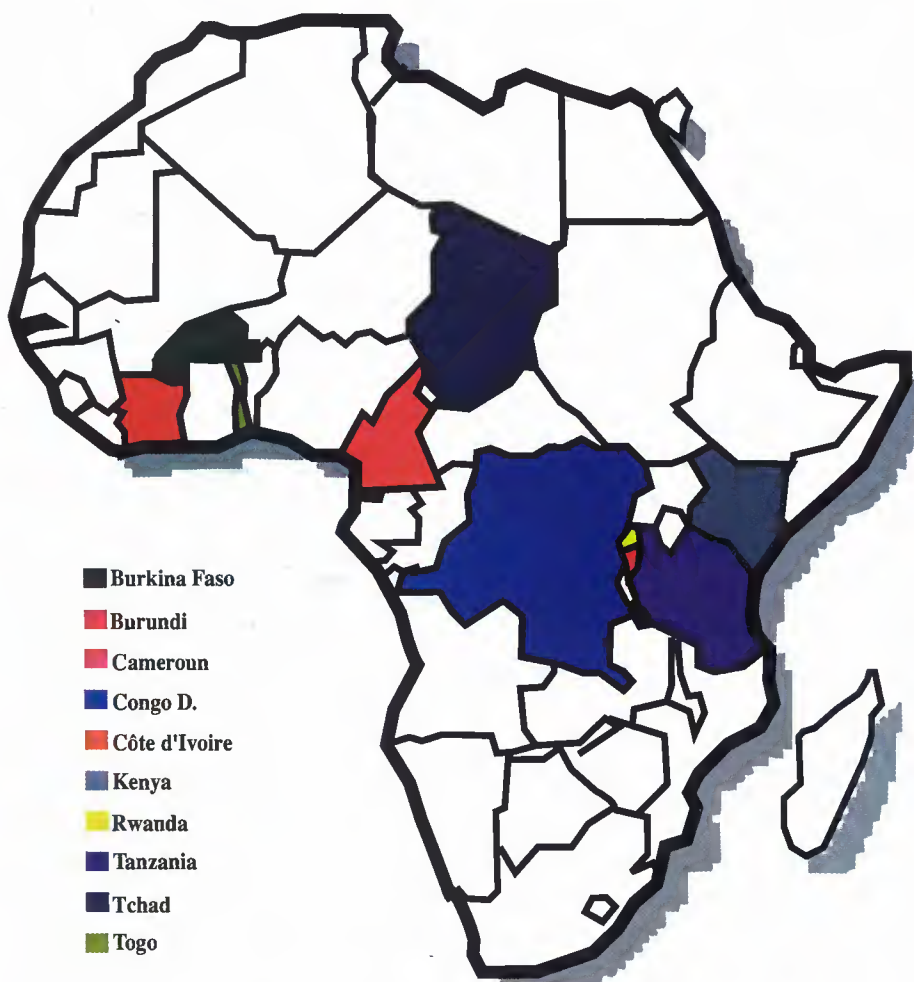 Burkina Faso
Burundi
Cameroun
Congo D.
Côte d'Ivoire
Kenya
Rwanda
Tanzania
Tchad
Togo